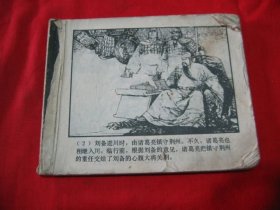 (2) 刘备进川时,由诸葛亮镇守荆州。不久,诸葛亮也
相继入川。临行前,根据刘备的意见,诸葛亮把镇守荆州
的重任交给了刘备的心腹大将关羽。